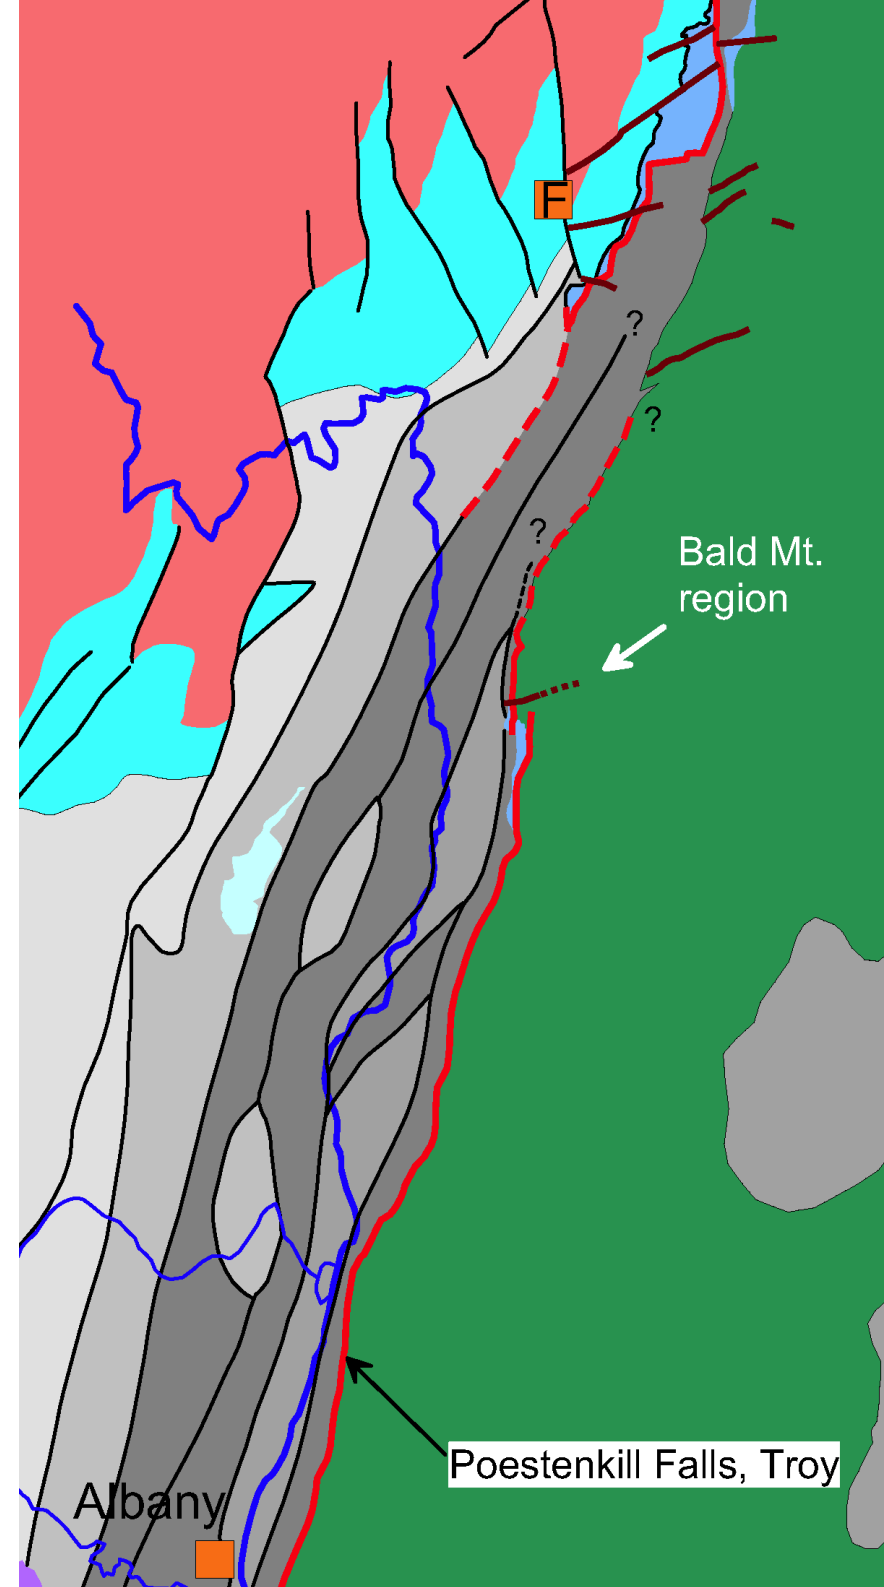 F
?
?
?
Bald Mt.
region
Poestenkill Falls, Troy
Albany